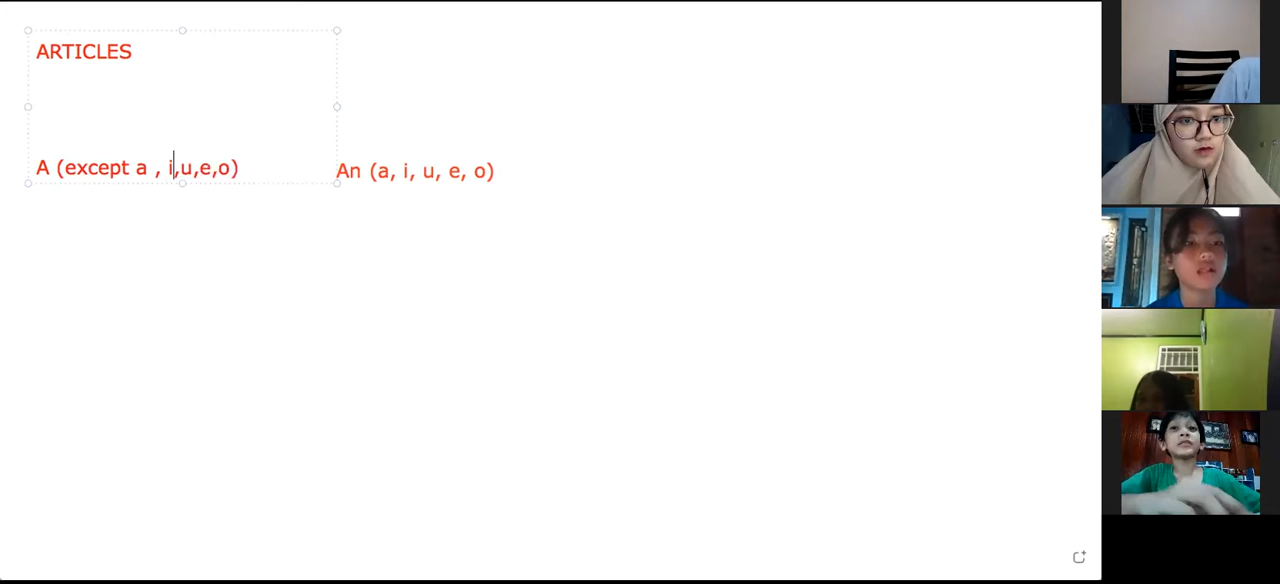 ARTICLES
A (except a , i,u,e,o)
An (a, i, u, e, o)